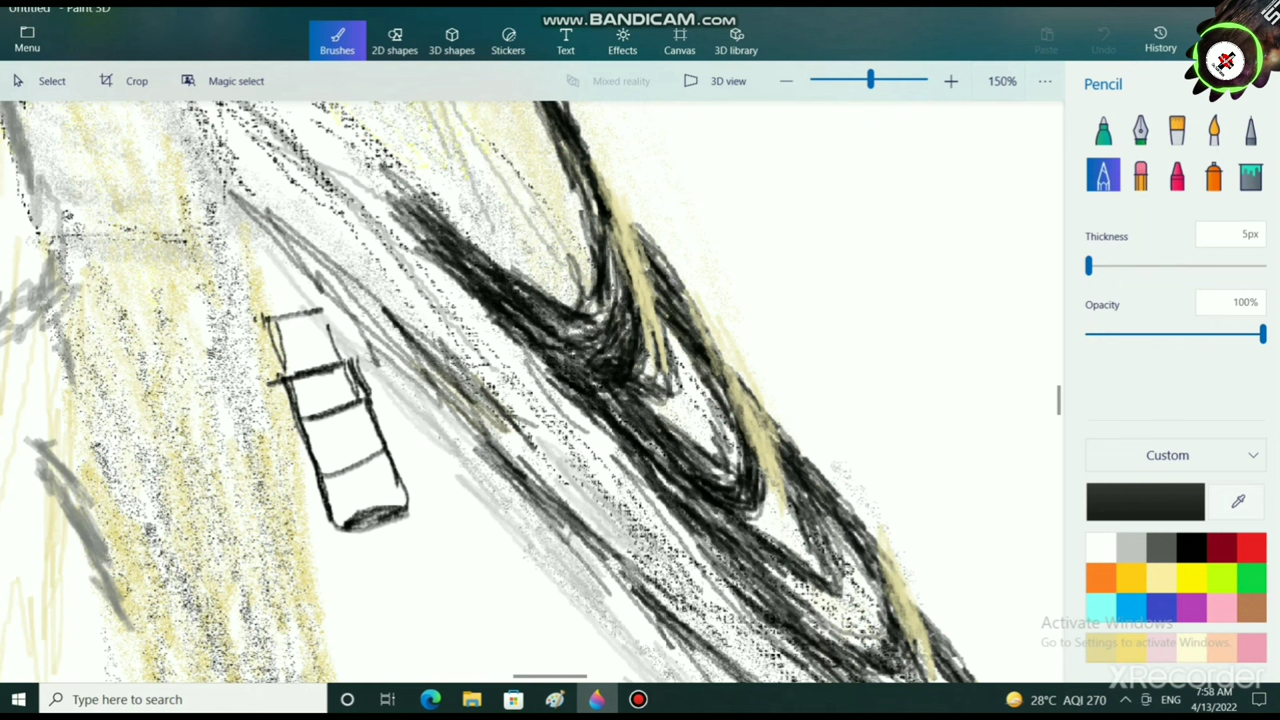 Untitled - Paint 3D
www.BANDICAM.com
Menu
Brushes
2D shapes
3D shapes
Stickers
Text
Effects
Canvas
3D library
Paste
Undo
History
Select
Crop
Magic select
Mixed reality
3D view
150%
Pencil
Thickness
5px
Opacity
100%
Custom
Activate Windows
Go to Settings to activate Windows.
XRecorder
Type here to search
28°C AQI 270
ENG
7:58 AM
4/13/2022